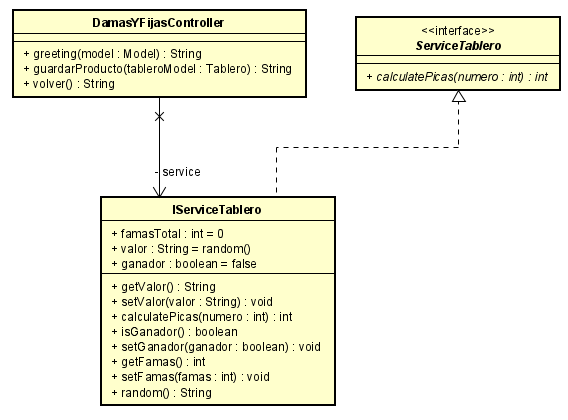 DamasYFijasController
+ greeting(model : Model) : String
+ guardarProducto(tableroModel : Tablero) : String
+ volver() : String
<<interface>>
ServiceTablero
+ calculatePicas(numero : int) : int
- service
IServiceTablero
+ famasTotal : int = 0
+ valor : String = random()
+ ganador : boolean = false
+ getValor() : String
+ setValor(valor : String) : void
+ calculatePicas(numero : int) : int
+ isGanador() : boolean
+ setGanador(ganador : boolean) : void
+ getFamas() : int
+ setFamas(famas : int) : void
+ random() : String